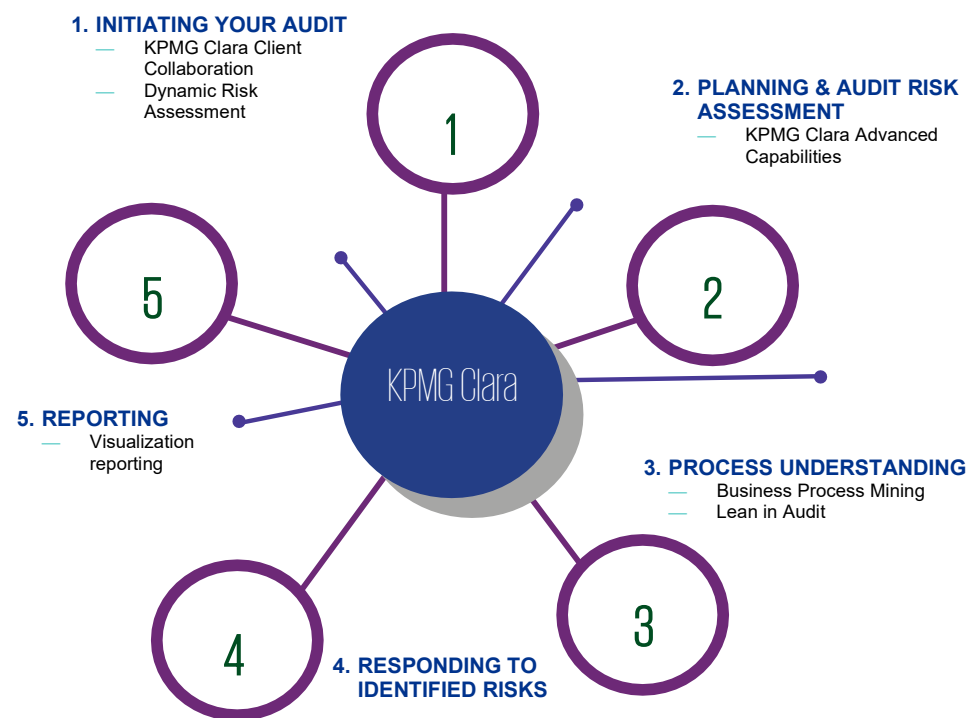 1. INITIATING YOUR AUDIT
— KPMG Clara Client
Collaboration
— Dynamic Risk
Assessment
1
2. PLANNING & AUDIT RISK
ASSESSMENT
— KPMG Clara Advanced
Capabilities
5
2
KPMG Clara
5. REPORTING
— Visualization
reporting
3. PROCESS UNDERSTANDING
— Business Process Mining
— Lean in Audit
4
3
4. RESPONDING TO
IDENTIFIED RISKS